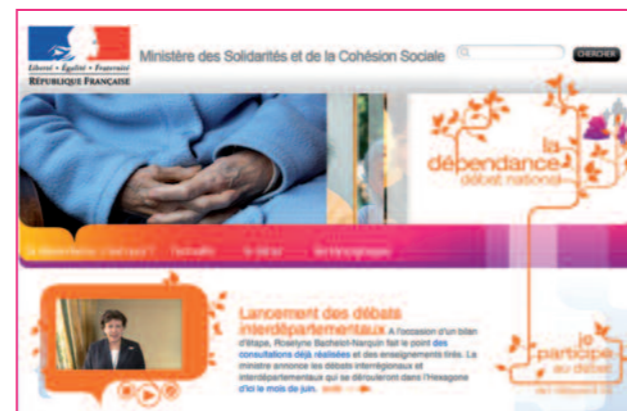 Ministère des Solidarités et de la Cohésion Sociale
CHERCHER
Liberté • Égalité • Fraternité
RÉPUBLIQUE FRANÇAISE
la
dépendance
débat national
Lancement des débats
interdépartementaux A l'occasion d'un bilan
d'étape, Roselyne Bachelot-Narquin fait le point des
consultations déjà réalisées et des enseignements tirés. La
ministre annonce les débats interrégionaux et
interdépartementaux qui se dérouleront dans l'Hexagone
d'ici le mois de juin.
je
participe
au débat